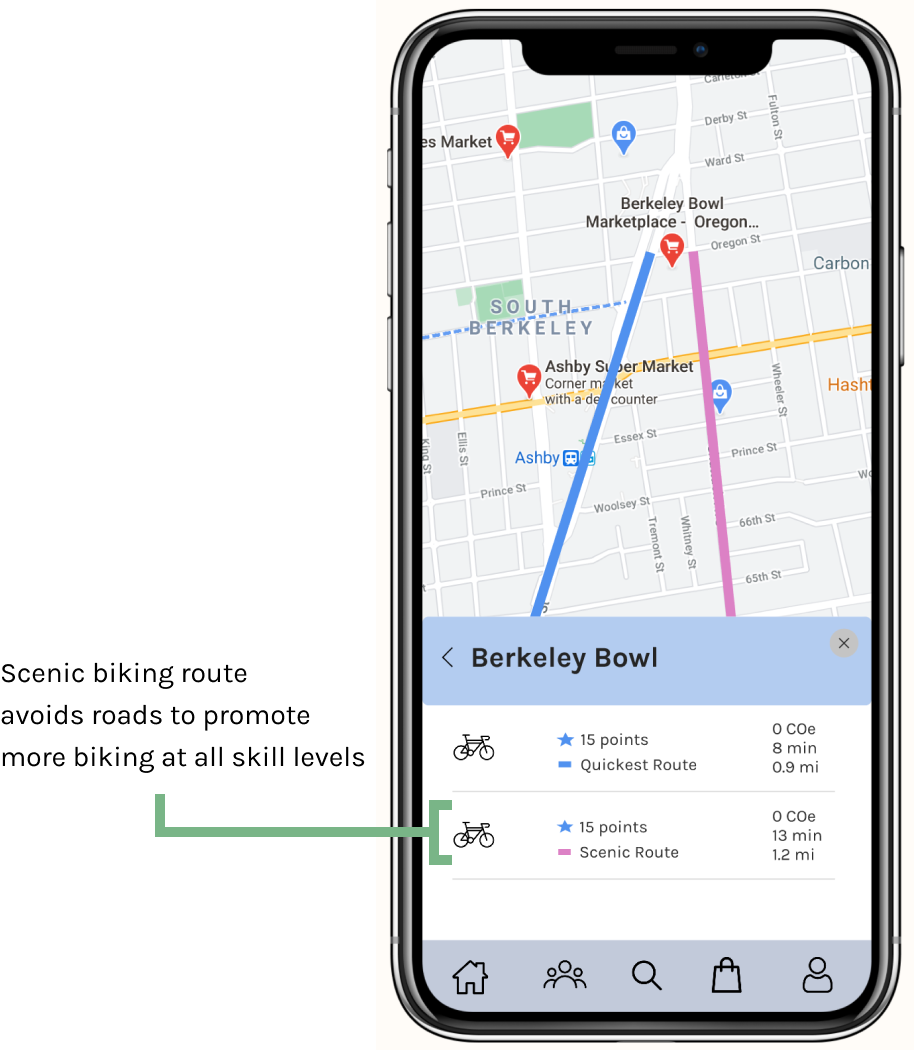 Carleton St
Fulton St
Derby St
es Market
Ward St
Berkeley Bowl
Marketplace - Oregon...
Oregon St
Carbon
SOUTH
BERKELEY
Ashby Super Market
Corner market
with a deli counter
Wheeler St
Hasht
King St
Ellis St
Essex St
Ashby
Prince St
Prince St
Woolsey St
Wo
66th St
Tremont St
Whitney St
65th St
Berkeley Bowl
Scenic biking route
avoids roads to promote
more biking at all skill levels
15 points
Quickest Route
0 COe
8 min
0.9 mi
15 points
Scenic Route
0 COe
13 min
1.2 mi